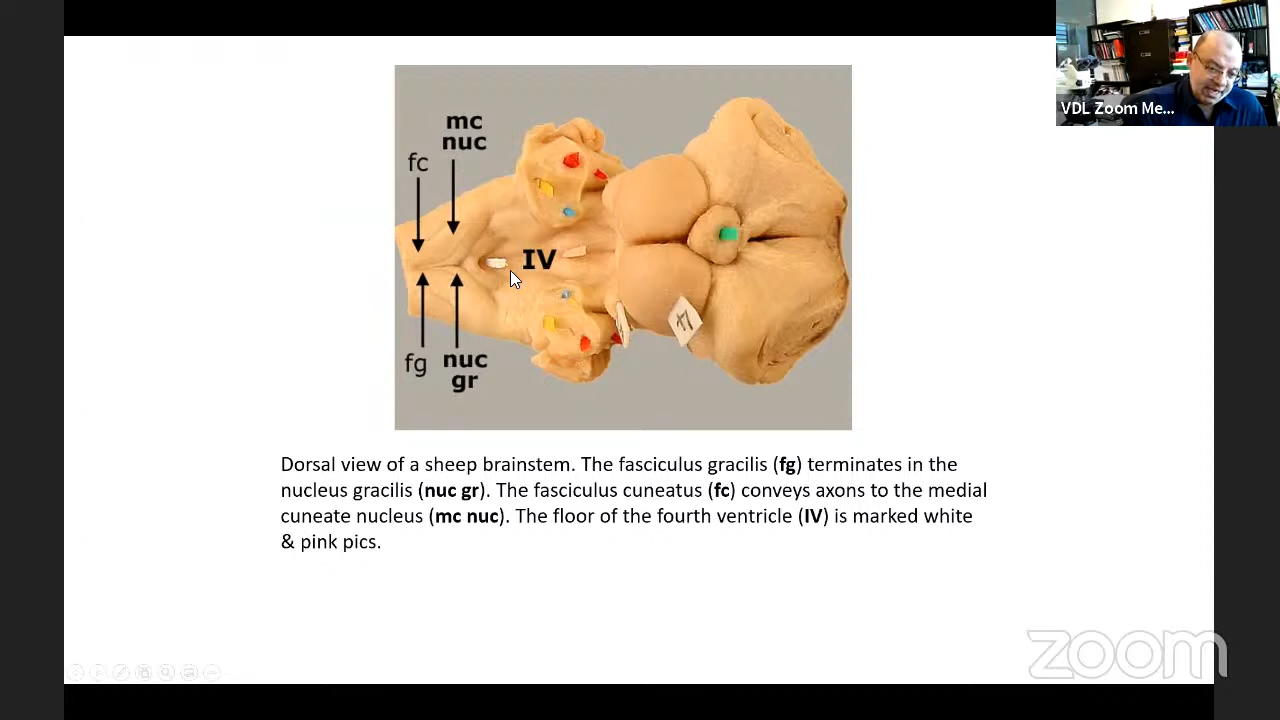 VDL Zoom Me...
mc
nuc
fc
IV
fg
nuc
gr
17
Dorsal view of a sheep brainstem. The fasciculus gracilis (fg) terminates in the
nucleus gracilis (nuc gr). The fasciculus cuneatus (fc) conveys axons to the medial
cuneate nucleus (mc nuc). The floor of the fourth ventricle (IV) is marked white
& pink pics.
zoom